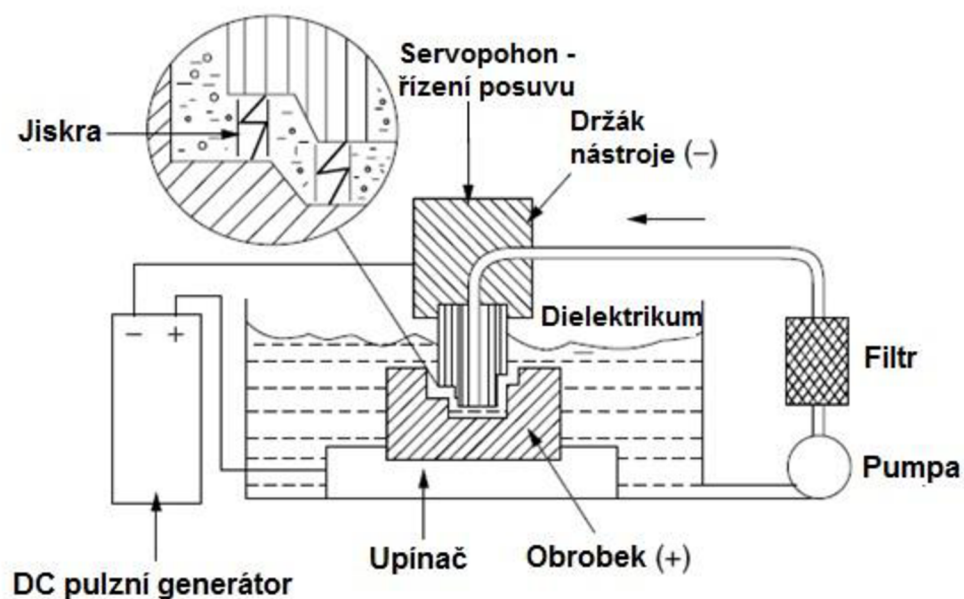 Servopohon -
řízení posuvu
Jiskra
Držák
nástroje (−)
− +
Dielektrikum
Filtr
Pumpa
Upínač
Obrobek (+)
DC pulzní generátor